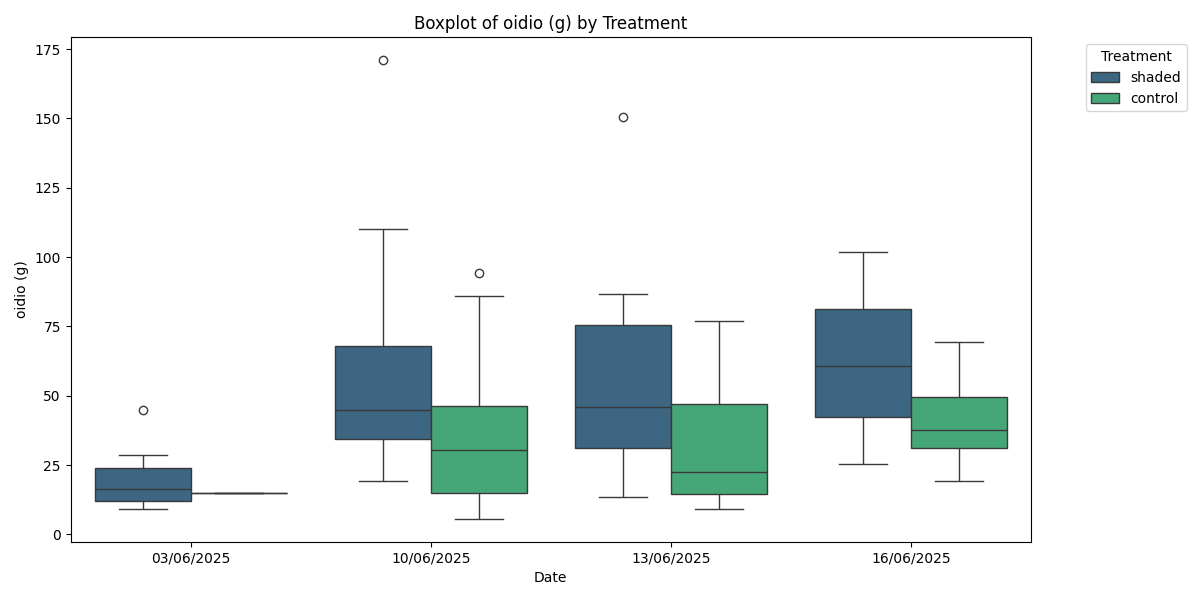 Boxplot of oidio (g) by Treatment
Treatment
shaded
control
oidio (g)
175
150
125
100
75
50
25
0
03/06/2025
10/06/2025
13/06/2025
16/06/2025
Date